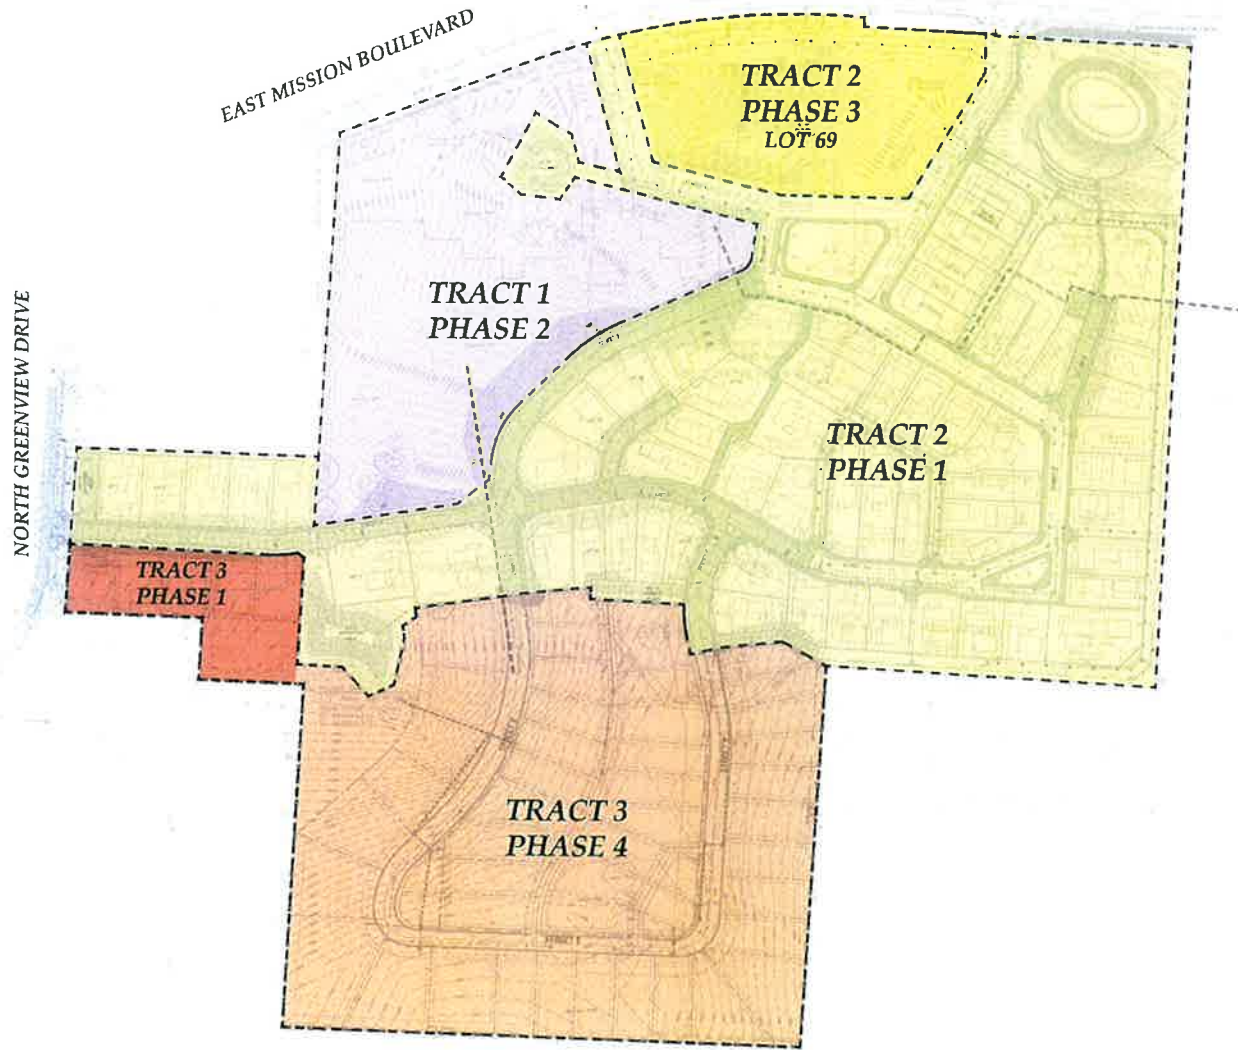 EAST MISSION BOULEVARD
TRACT 2
PHASE 3
LOT 69
TRACT 1
PHASE 2
NORTH GREENVIEW DRIVE
TRACT 2
PHASE 1
TRACT 3
PHASE 1
TRACT 3
PHASE 4